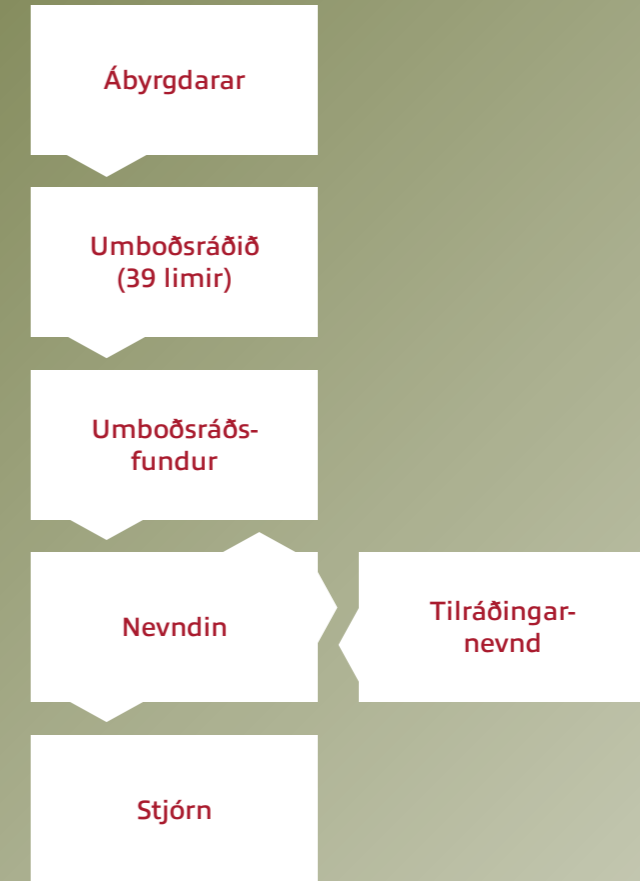 Ábyrgdarar
Umboðsráðið
(39 limir)
Umboðsráðs-
fundur
Nevndin
Tilráðingar-
nevnd
Stjórn